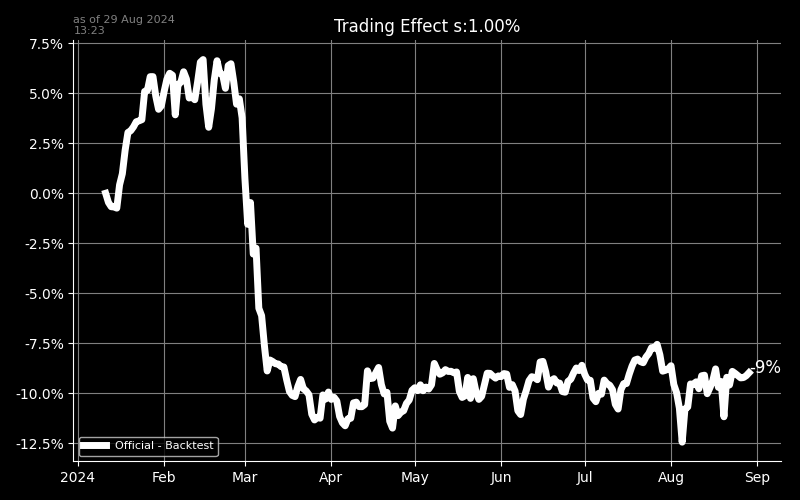 as of 29 Aug 2024
13:23
Trading Effect s:1.00%
7.5%
5.0%
2.5%
0.0%
-2.5%
-5.0%
-7.5%
-10.0%
-12.5%
-9%
Official - Backtest
2024 Feb Mar Apr May Jun Jul Aug Sep